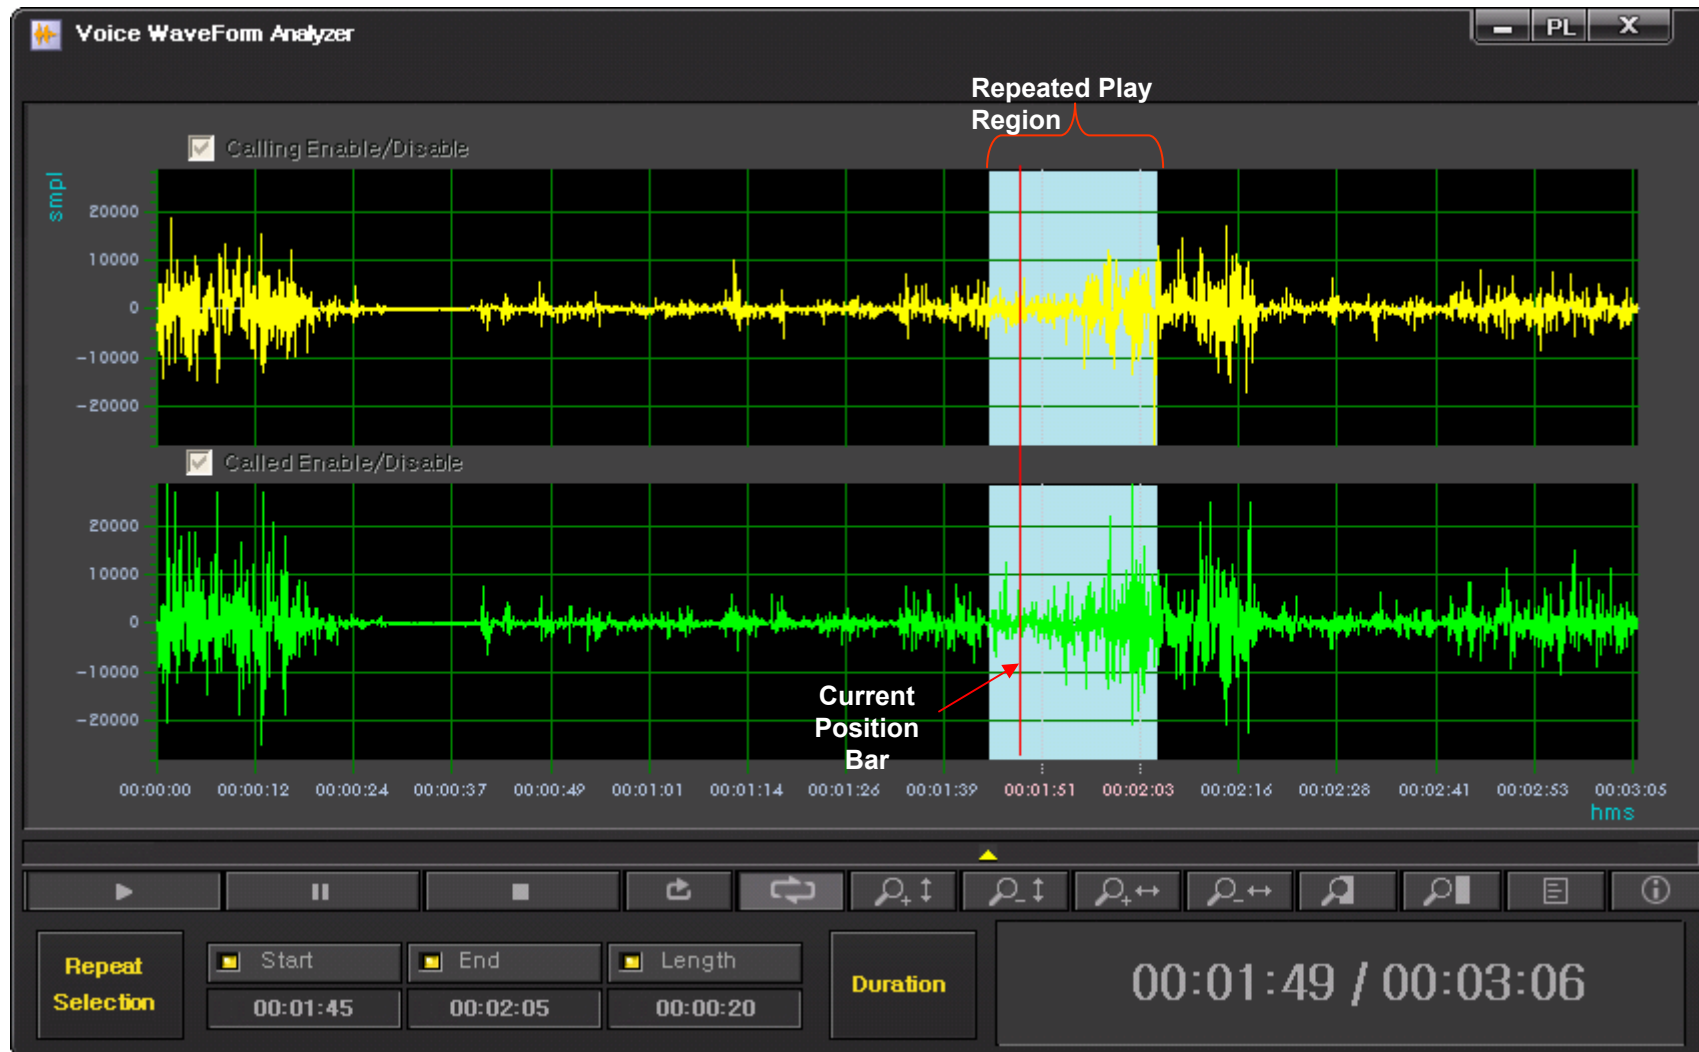 Voice WaveForm Analyzer
PL X
Repeated Play
Region
Calling Enable/Disable
smpl
20000
10000
0
-10000
-20000
Called Enable/Disable
20000
10000
0
-10000
-20000
Current
Position
Bar
00:00:00 00:00:12 00:00:24 00:00:37 00:00:49 00:01:01 00:01:14 00:01:26 00:01:39 00:01:51 00:02:03 00:02:16 00:02:28 00:02:41 00:02:53 00:03:05
hms
Repeat
Selection
Start End Length
00:01:45 00:02:05 00:00:20
Duration
00:01:49 / 00:03:06